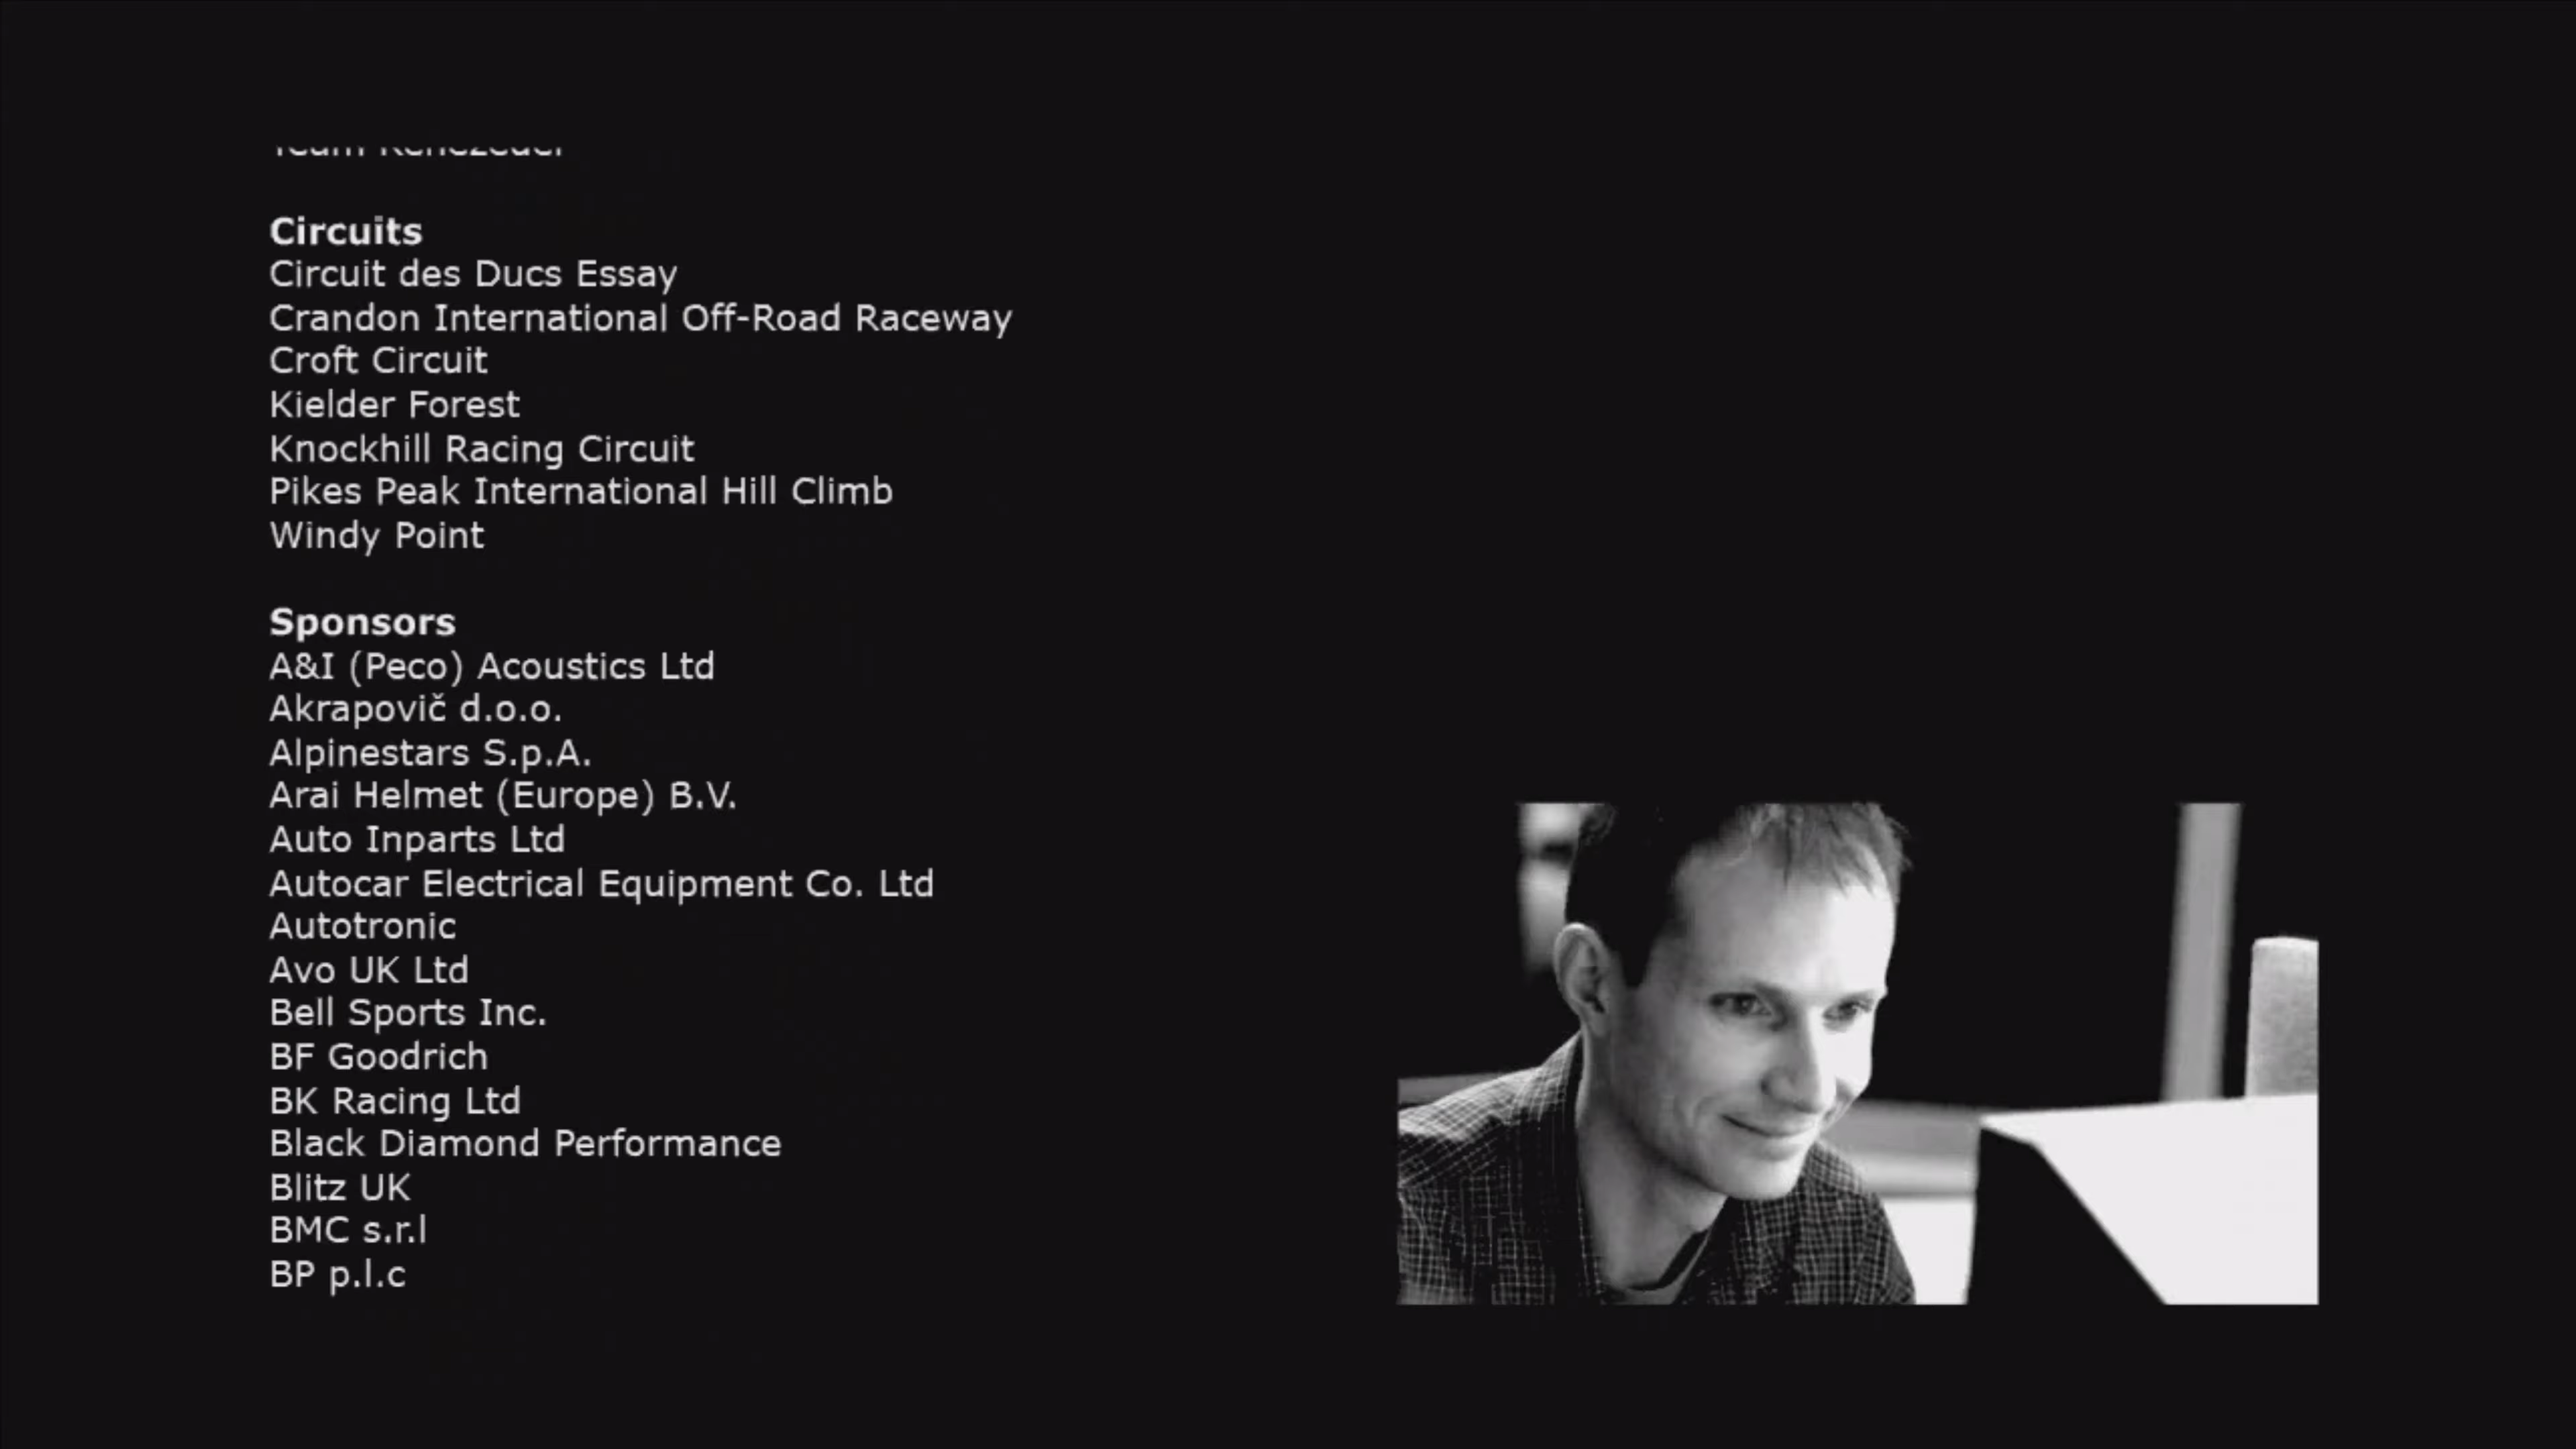 Team
Circuits
Circuit des Ducs Essay
Crandon International Off-Road Raceway
Croft Circuit
Kielder Forest
Knockhill Racing Circuit
Pikes Peak International Hill Climb
Windy Point
Sponsors
A&I (Peco) Acoustics Ltd
Akrapovič d.o.o.
Alpinestars S.p.A.
Arai Helmet (Europe) B.V.
Auto Inparts Ltd
Autocar Electrical Equipment Co. Ltd
Autotronic
Avo UK Ltd
Bell Sports Inc.
BF Goodrich
BK Racing Ltd
Black Diamond Performance
Blitz UK
BMC s.r.l
BP p.l.c